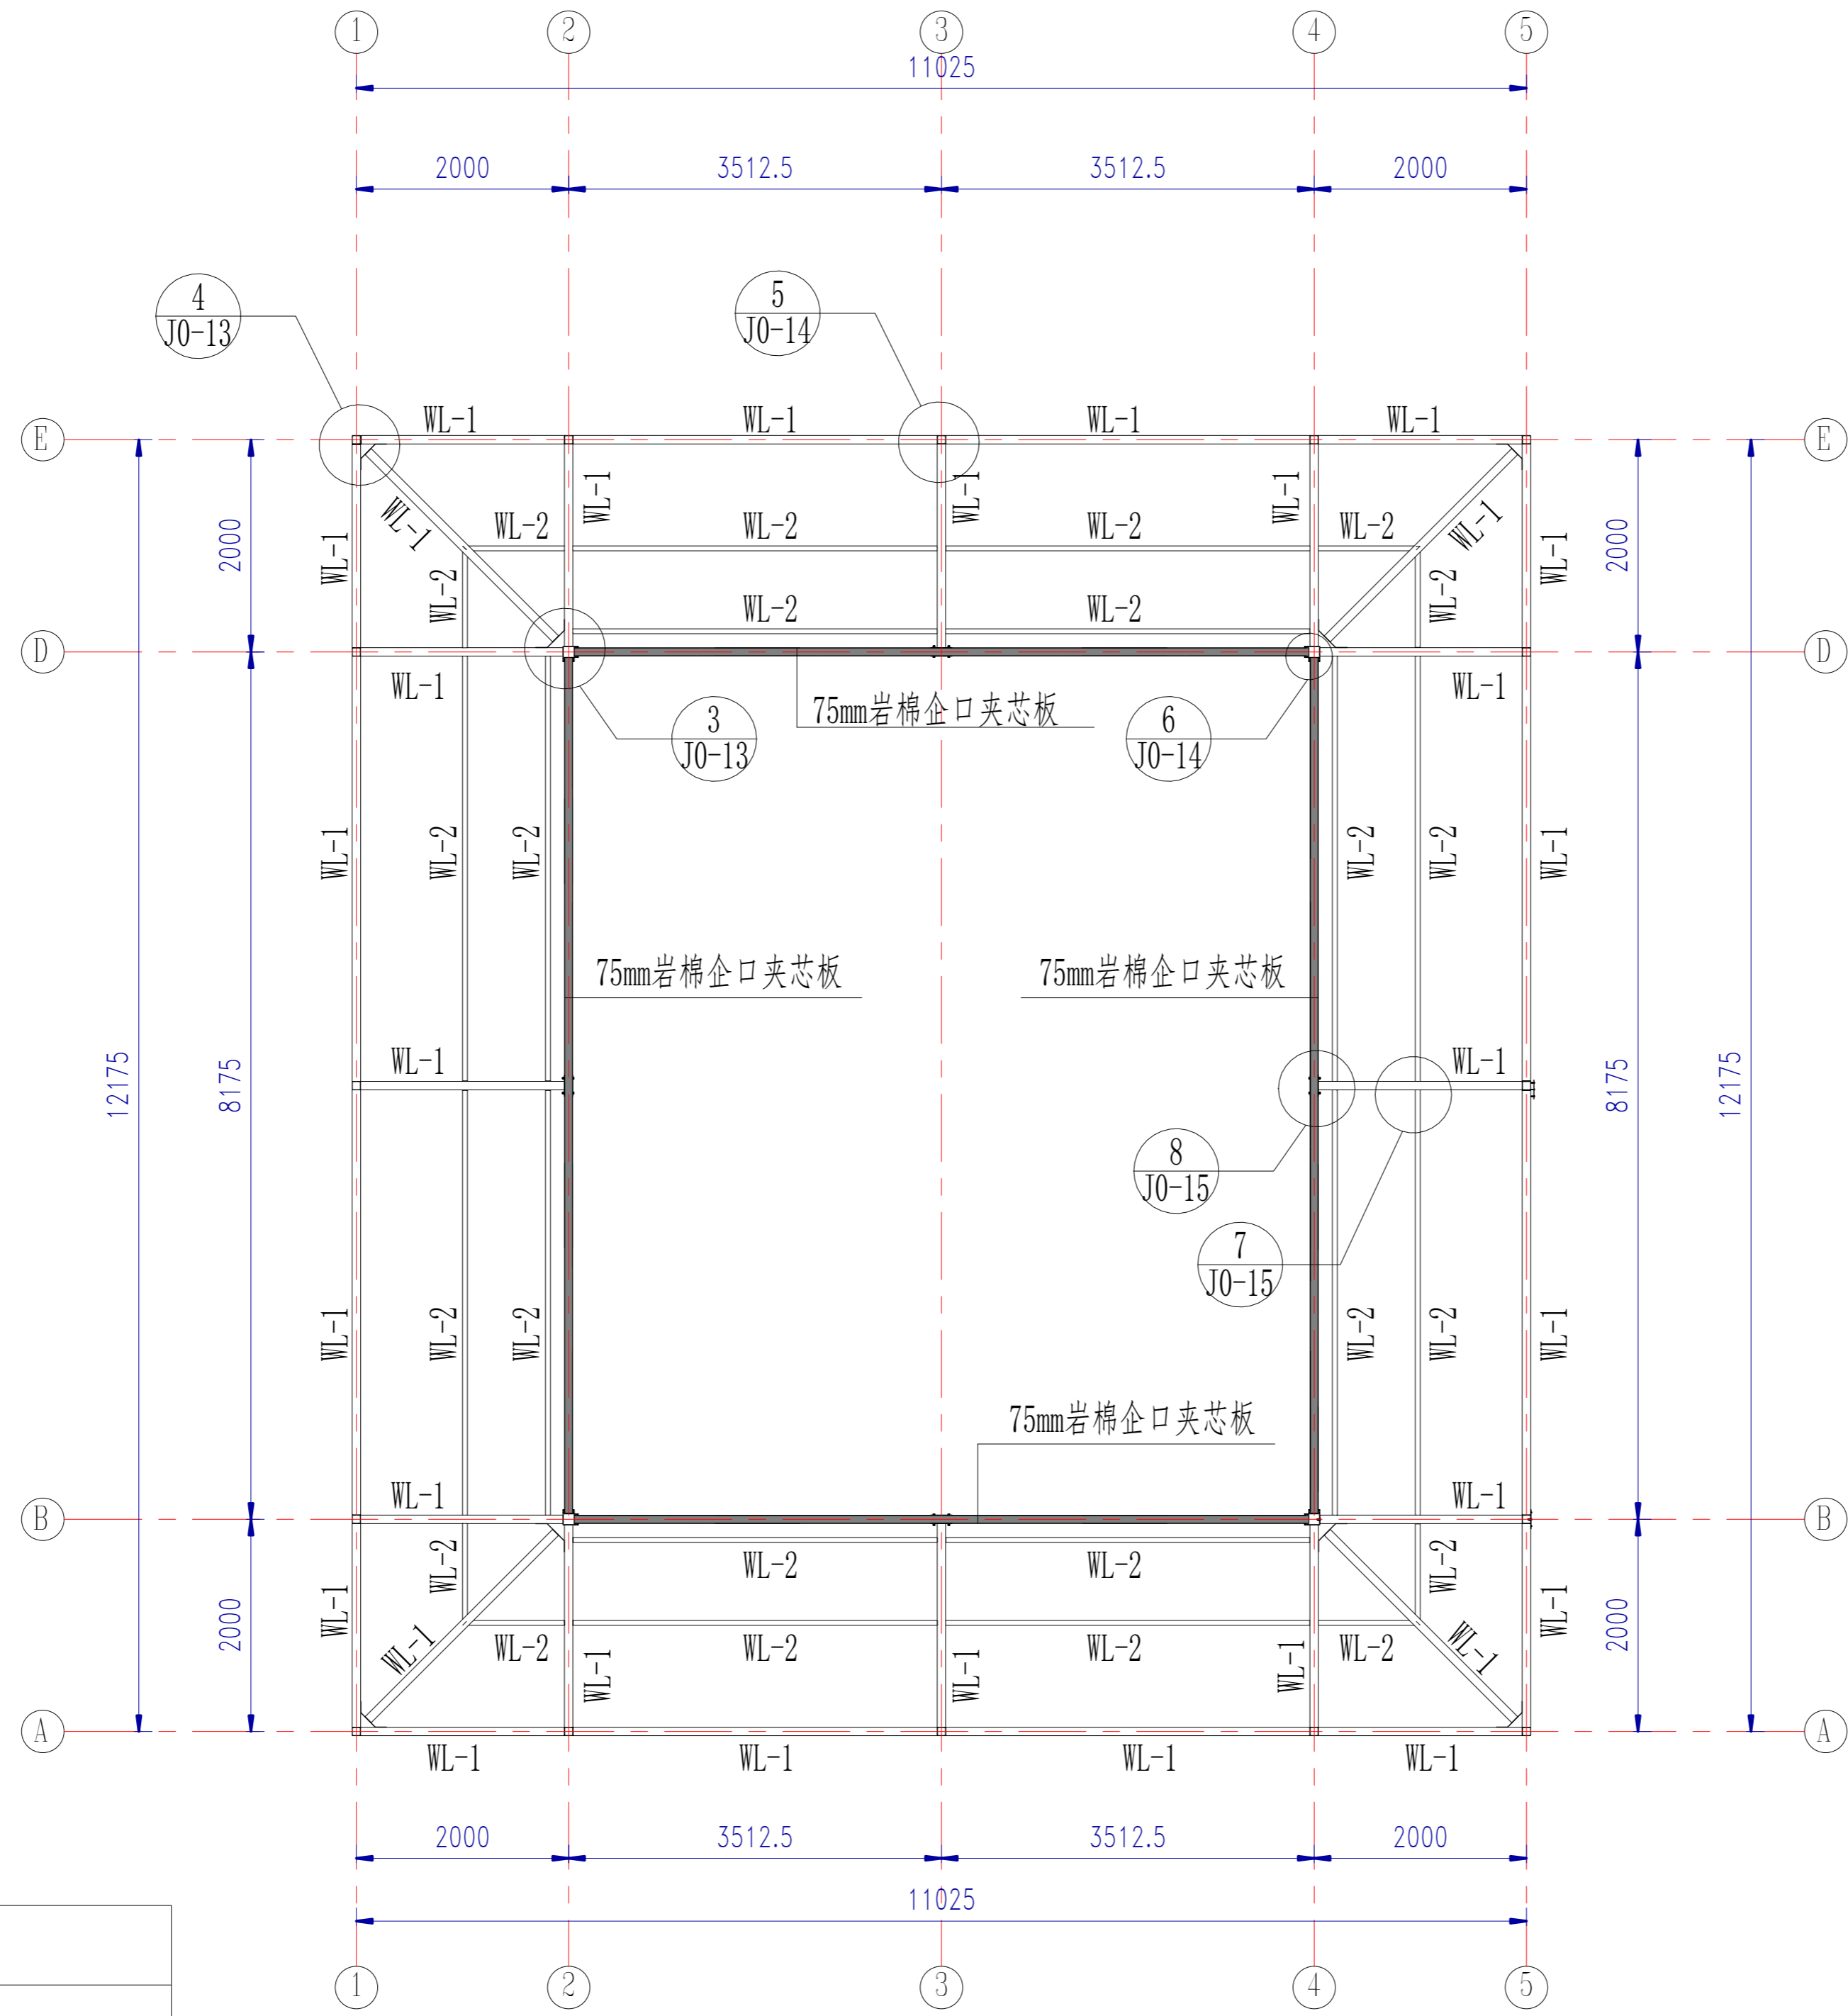 1 2 3 4 5
11025
2000 3512.5 3512.5 2000
4 5
J0-13 J0-14
WL-1 WL-1 WL-1 WL-1
E E
WL-1 WL-1 WL-1
WL-1 WL-2 WL-2 WL-2 WL-2 WL-1
2000 WL-1 WL-2 WL-2 WL-1 2000
WL-2 WL-2
D D
WL-1 WL-1
75mm岩棉企口夹芯板
3 6
J0-13 J0-14
WL-1 WL-2 WL-2 WL-2 WL-2 WL-1
75mm岩棉企口夹芯板 75mm岩棉企口夹芯板
WL-1 WL-1
12175 8175 8175 12175
8
J0-15
7
J0-15
WL-1 WL-2 WL-2 WL-2 WL-2 WL-1
75mm岩棉企口夹芯板
WL-1 WL-1
B B
WL-2 WL-2 WL-2 WL-2
WL-1 WL-1
2000 2000
WL-1 WL-2 WL-2 WL-2 WL-2 WL-1
WL-1 WL-1 WL-1
A A
WL-1 WL-1 WL-1 WL-1
2000 3512.5 3512.5 2000
11025
1 2 3 4 5